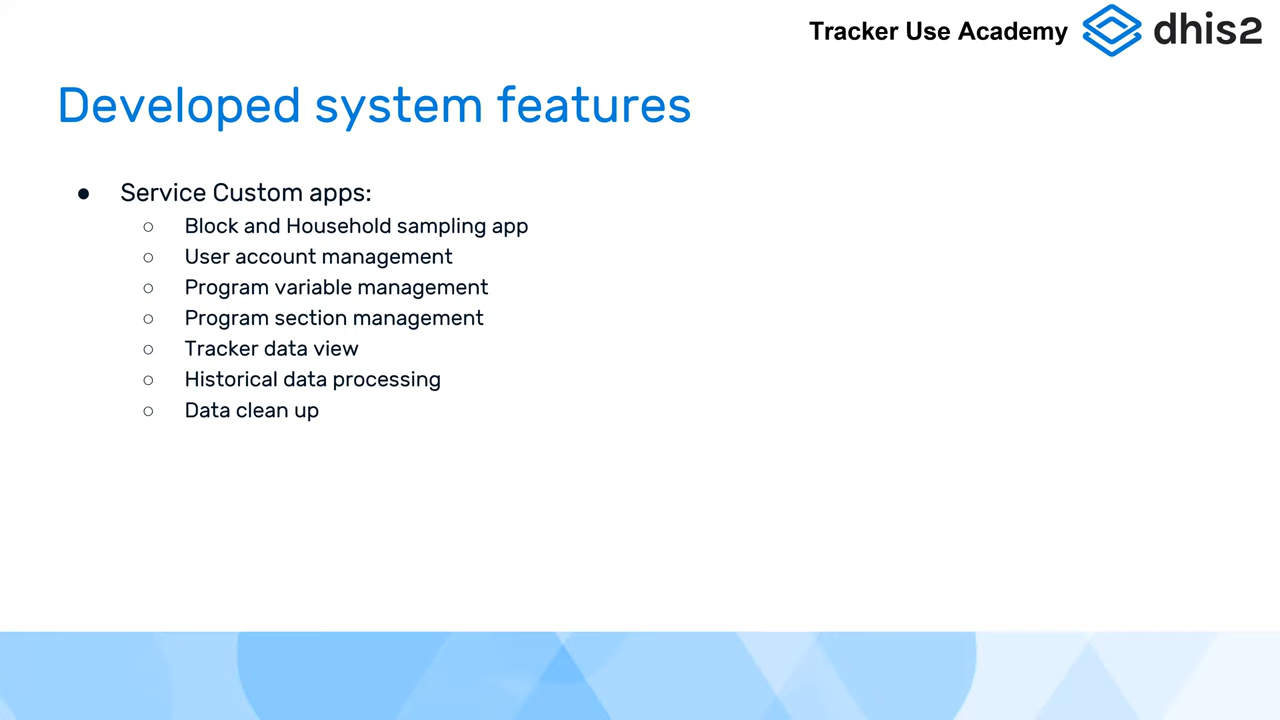 Tracker Use Academy dhis2
Developed system features
● Service Custom apps:
○ Block and Household sampling app
○ User account management
○ Program variable management
○ Program section management
○ Tracker data view
○ Historical data processing
○ Data clean up